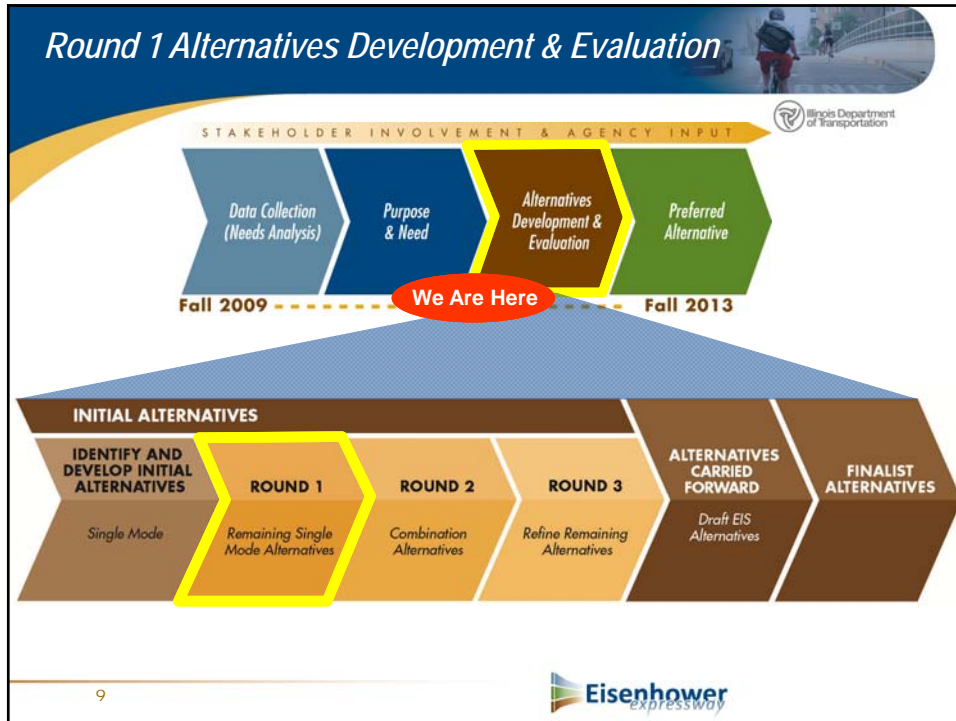 Round 1 Alternatives Development & Evaluation
Illinois Department
of Transportation
STAKEHOLDER INVOLVEMENT & AGENCY INPUT
Data Collection
(Needs Analysis)
Purpose
& Need
Alternatives
Development &
Evaluation
Preferred
Alternative
Fall 2009
We Are Here
Fall 2013
INITIAL ALTERNATIVES
IDENTIFY AND
DEVELOP INITIAL
ALTERNATIVES
Single Mode
ROUND 1
Remaining Single
Mode Alternatives
ROUND 2
Combination
Alternatives
ROUND 3
Refine Remaining
Alternatives
ALTERNATIVES
CARRIED
FORWARD
Draft EIS
Alternatives
FINALIST
ALTERNATIVES
9
Eisenhower
expressway